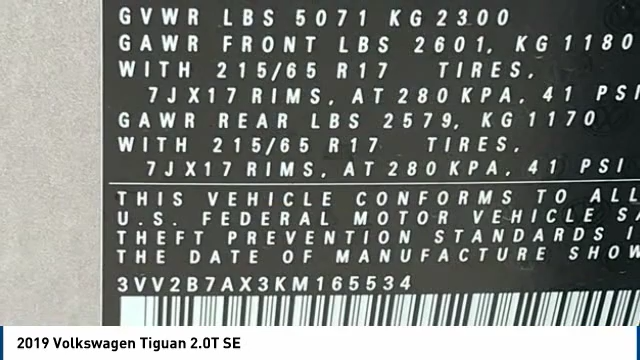 GVWR LBS 5071 KG 2300
GAWR FRONT LBS 2601, KG 1180
WITH 215/65 R17 TIRES,
7JX17 RIMS, AT 280 KPA, 41 PSI
GAWR REAR LBS 2579, KG 1170
WITH 215/65 R17 TIRES,
7JX17 RIMS, AT 280 KPA, 41 PSI
THIS VEHICLE CONFORMS TO ALL
U.S. FEDERAL MOTOR VEHICLE S
THEFT PREVENTION STANDARDS I
THE DATE OF MANUFACTURE SHOW
3VV2B7AX3KM165534
2019 Volkswagen Tiguan 2.0T SE